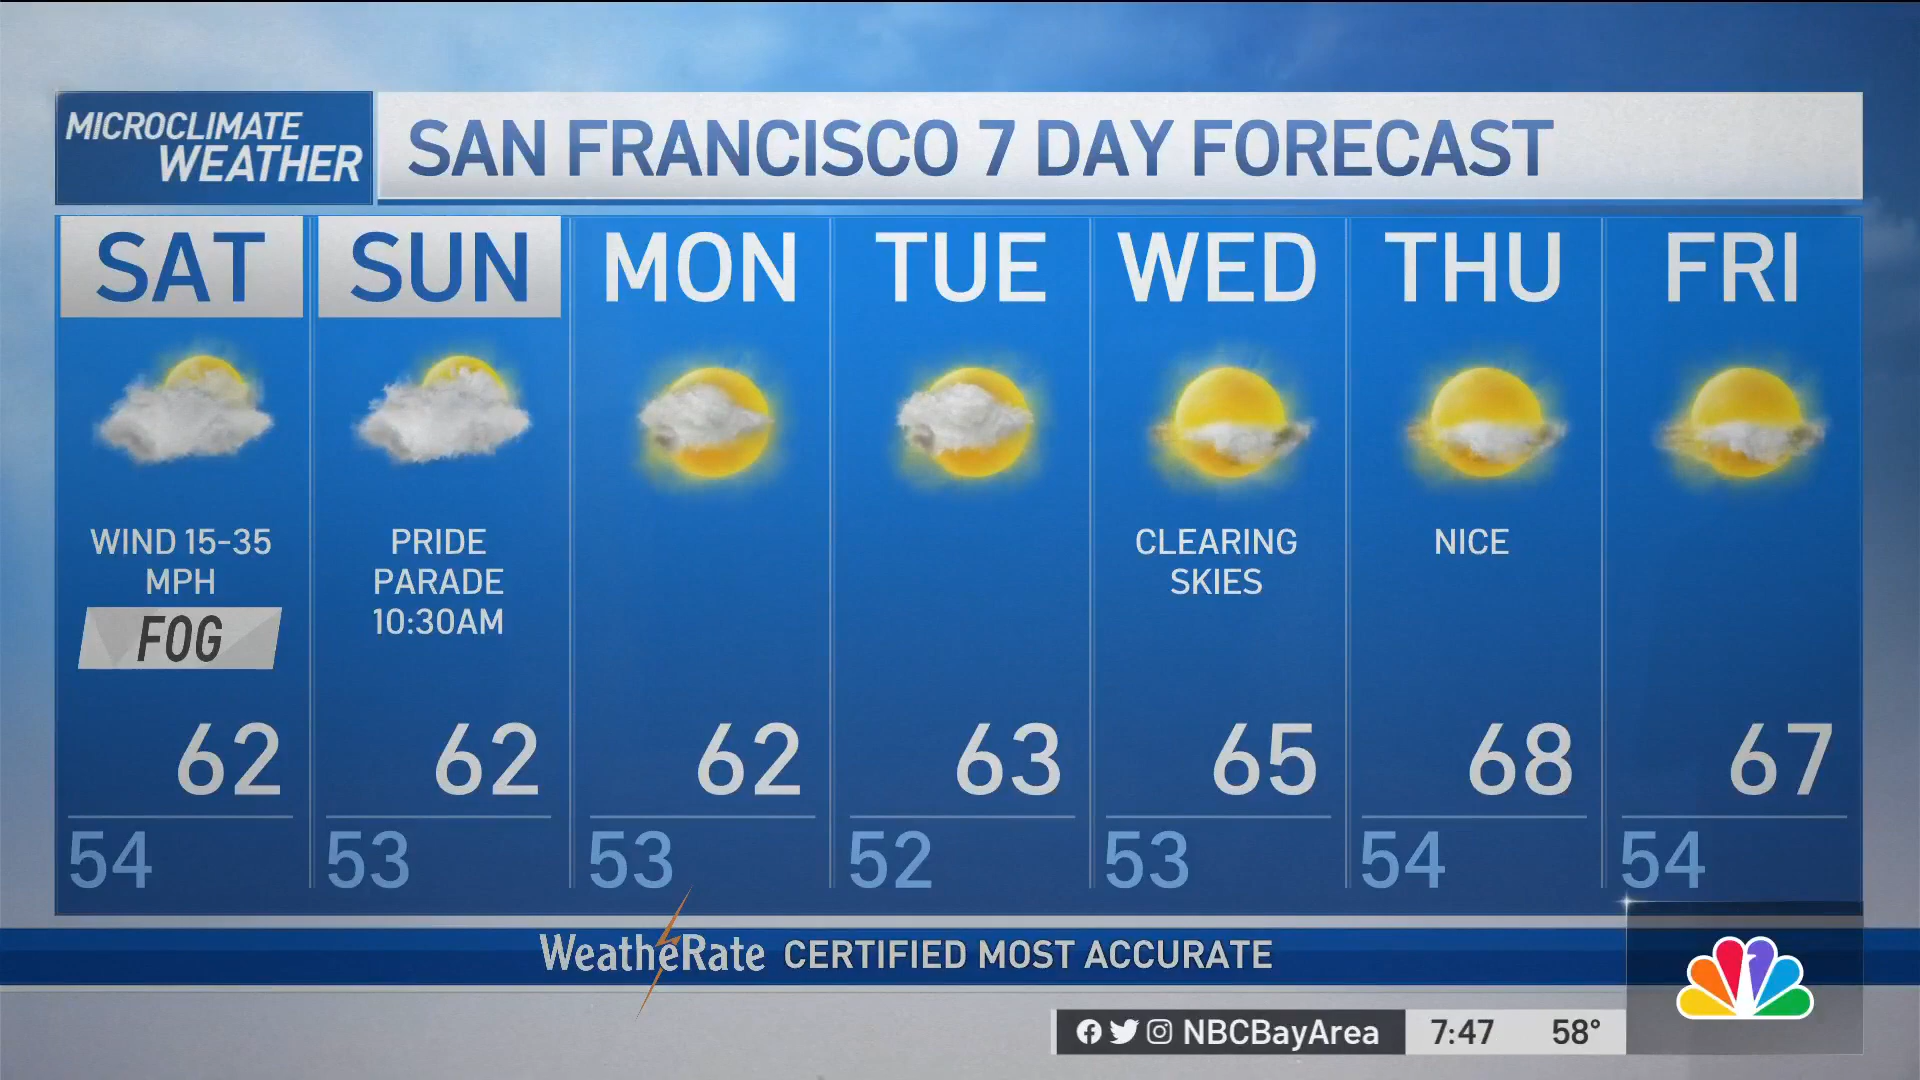 MICROCLIMATE
WEATHER
SAN FRANCISCO 7 DAY FORECAST
SAT
SUN
MON
TUE
WED
THU
FRI
WIND 15-35
MPH
FOG
PRIDE
PARADE
10:30AM
CLEARING
SKIES
NICE
62
62
62
63
65
68
67
54
53
53
52
53
54
54
WeatheRate CERTIFIED MOST ACCURATE
NBCBayArea
7:47
58°